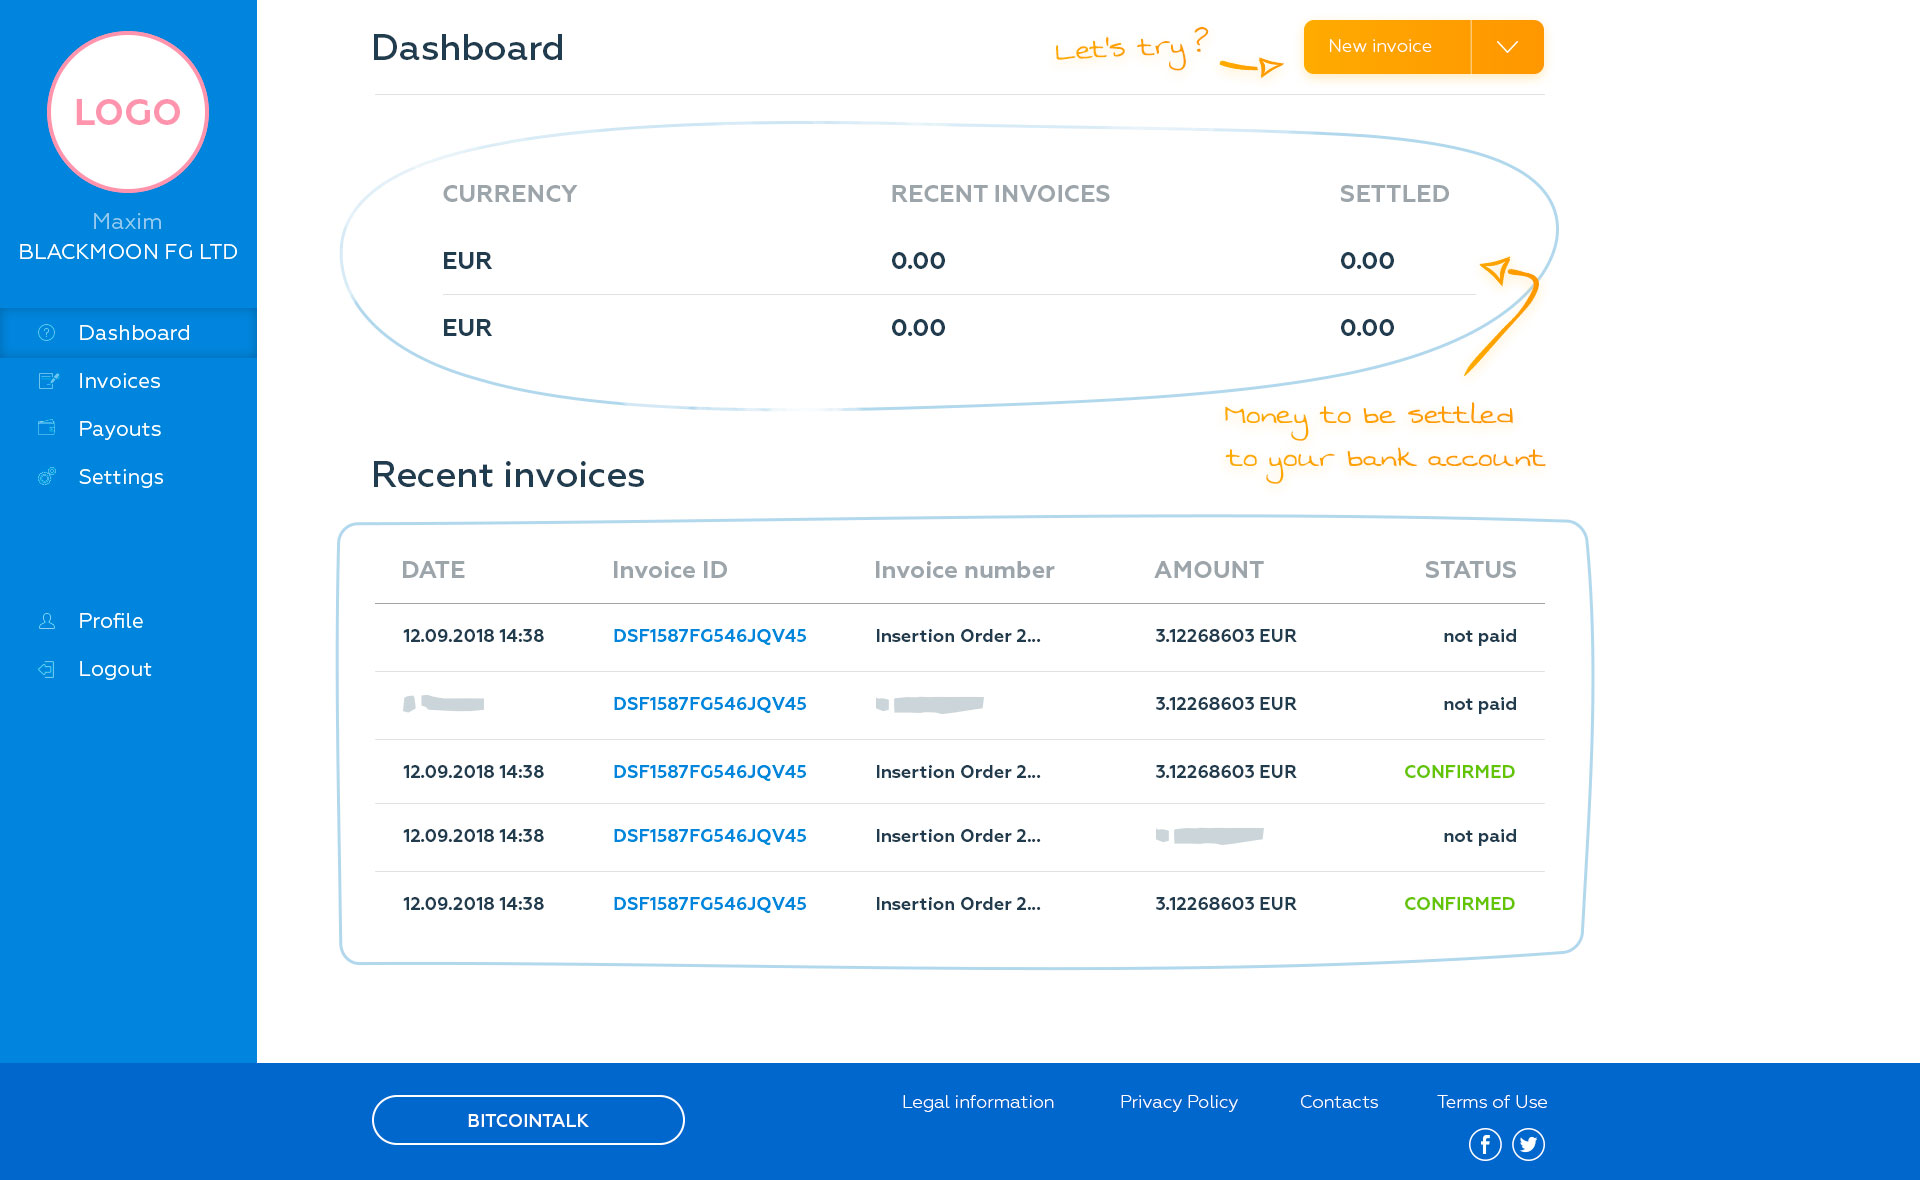 LOGO
Maxim
BLACKMOON FG LTD
Dashboard
Invoices
Payouts
Settings
Profile
Logout
Dashboard
Let's try?
New invoice
CURRENCY RECENT INVOICES SETTLED
EUR 0.00 0.00
EUR 0.00 0.00
Money to be settled
to your bank account
Recent invoices
DATE Invoice ID Invoice number AMOUNT STATUS
12.09.2018 14:38 DSF1587FG546JQV45 Insertion Order 2... 3.12268603 EUR not paid
DSF1587FG546JQV45 3.12268603 EUR not paid
12.09.2018 14:38 DSF1587FG546JQV45 Insertion Order 2... 3.12268603 EUR CONFIRMED
12.09.2018 14:38 DSF1587FG546JQV45 Insertion Order 2... not paid
12.09.2018 14:38 DSF1587FG546JQV45 Insertion Order 2... 3.12268603 EUR CONFIRMED
BITCOINTALK
Legal information Privacy Policy Contacts Terms of Use